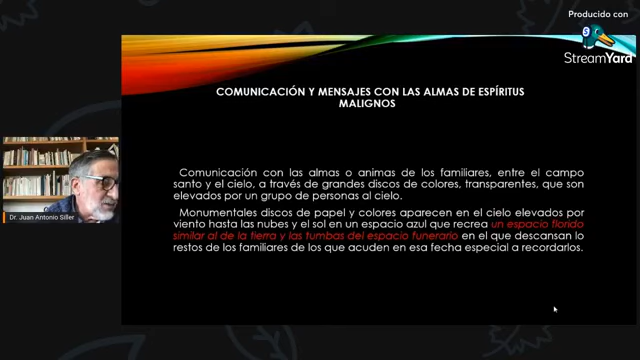 Producido con
StreamYard
COMUNICACIÓN Y MENSAJES CON LAS ALMAS DE ESPÍRITUS
MALIGNOS
Comunicación con las almas o animas de los familiares, entre el campo
santo y el cielo, a través de grandes discos de colores, transparentes, que son
elevados por un grupo de personas al cielo.
Monumentales discos de papel y colores aparecen en el cielo elevados por
viento hasta las nubes y el sol en un espacio azul que recrea un espacio florido
similar al de la tierra y las tumbas del espacio funerario en el que descansan lo
restos de los familiares de los que acuden en esa fecha especial a recordarlos.
Dr. Juan Antonio Siller